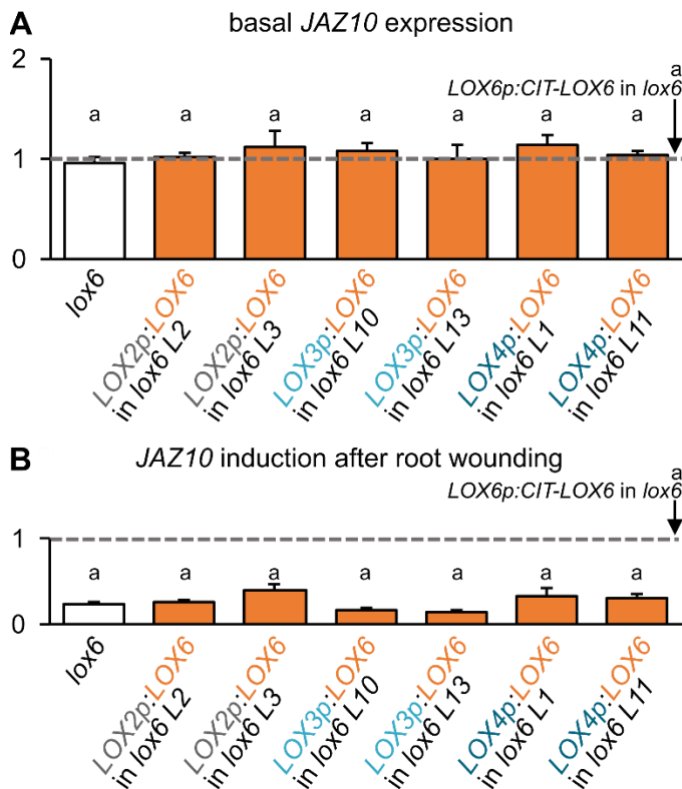 A
basal JAZ10 expression
2
1
0
a
a
a
a
a
a
a
a
LOX6p:CIT-LOX6 in lox6
lox6
LOX2p:LOX6
in lox6 L2
LOX2p:LOX6
in lox6 L3
LOX3p:LOX6
in lox6 L10
LOX3p:LOX6
in lox6 L13
LOX4p:LOX6
in lox6 L1
LOX4p:LOX6
in lox6 L11
B
JAZ10 induction after root wounding
a
LOX6p:CIT-LOX6 in lox6
1
0
a
a
a
a
a
a
a
lox6
LOX2p:LOX6
in lox6 L2
LOX2p:LOX6
in lox6 L3
LOX3p:LOX6
in lox6 L10
LOX3p:LOX6
in lox6 L13
LOX4p:LOX6
in lox6 L1
LOX4p:LOX6
in lox6 L11